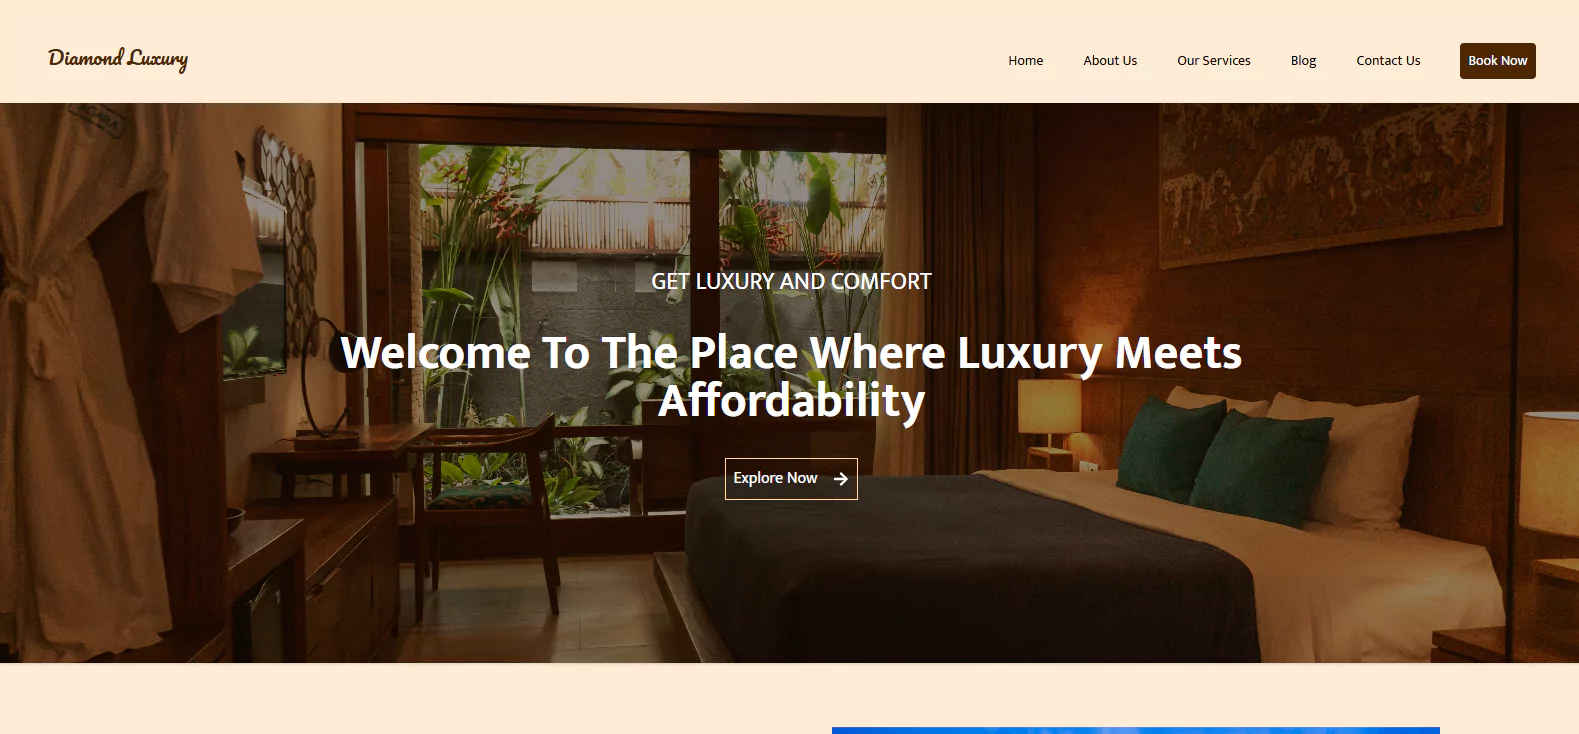 Diamond Luxury
Home
About Us
Our Services
Blog
Contact Us
Book Now
GET LUXURY AND COMFORT
Welcome To The Place Where Luxury Meets
Affordability
Explore Now